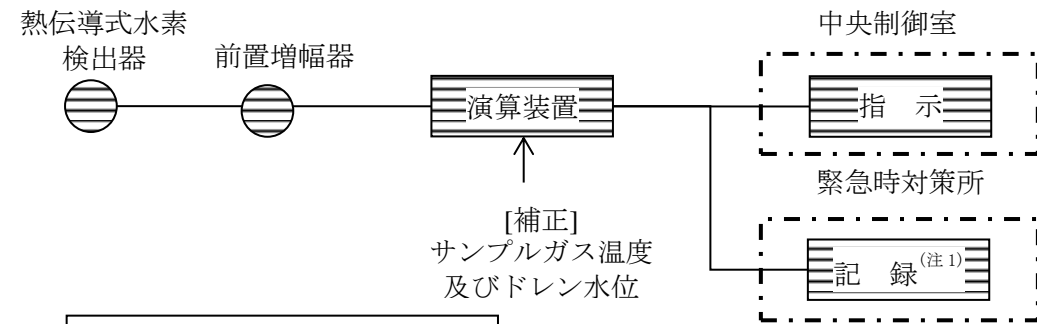 熱伝導式水素
検出器
前置増幅器
演算装置
[補正]
サンプルガス温度
及びドレン水位
中央制御室
指 示
緊急時対策所
記 録(注1)